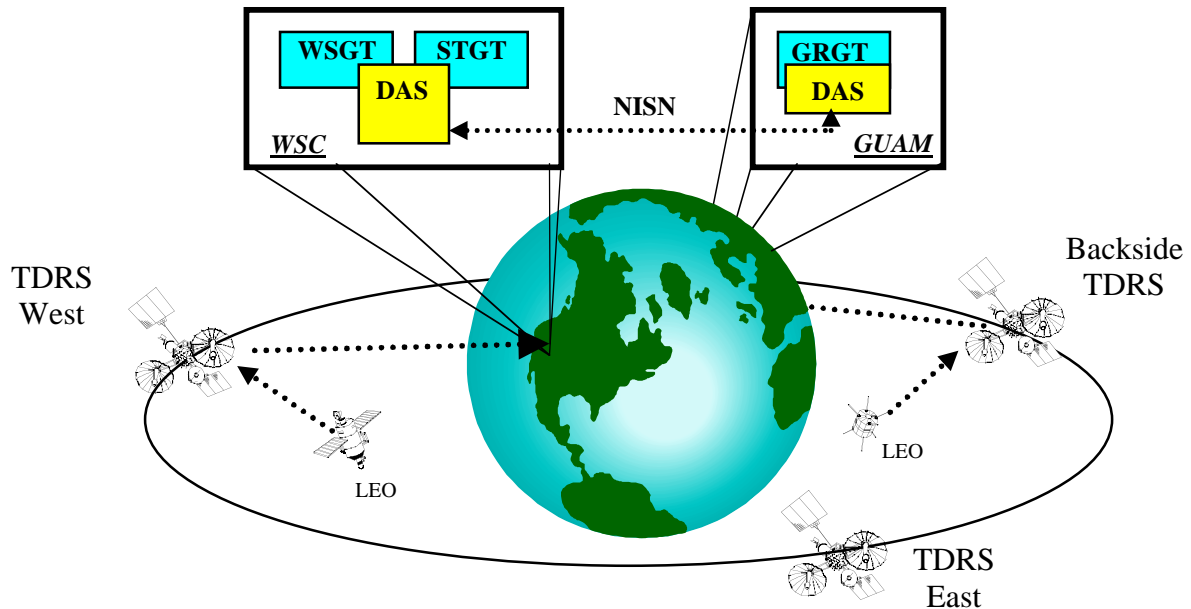 WSGT
STGT
DAS
WSC
NISN
GRGT
DAS
GUAM
TDRS
West
Backside
TDRS
LEO
LEO
TDRS
East